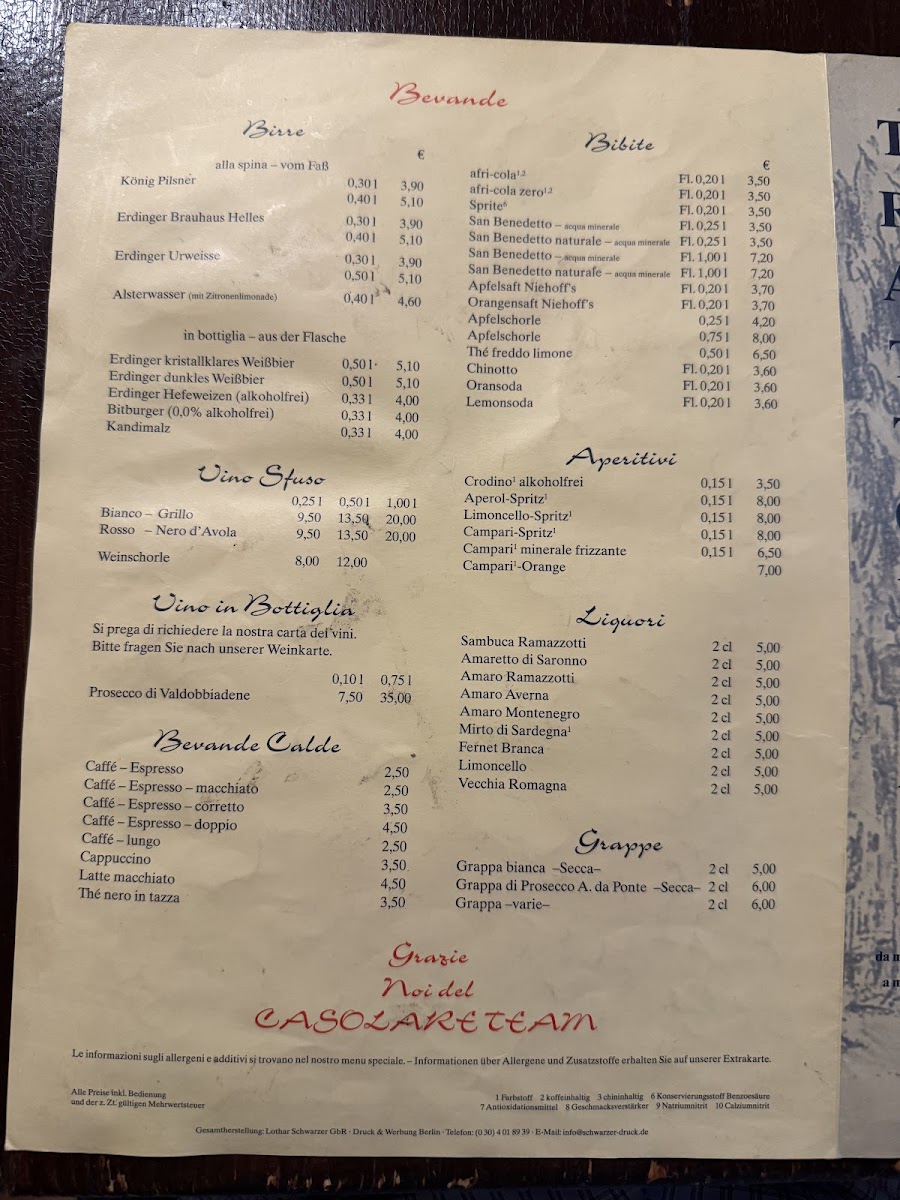 Bevande
Birre
alla spina – vom Faß €
König Pilsner 0,30 l 3,90
0,40 l 5,10
Erdinger Brauhaus Helles 0,30 l 3,90
0,40 l 5,10
Erdinger Urweisse 0,30 l 3,90
0,50 l 5,10
Alsterwasser (mit Zitronenlimonade) 0,40 l 4,60
in bottiglia – aus der Flasche
Erdinger kristallklares Weißbier 0,50 l 5,10
Erdinger dunkles Weißbier 0,50 l 5,10
Erdinger Hefeweizen (alkoholfrei) 0,33 l 4,00
Bitburger (0,0% alkoholfrei) 0,33 l 4,00
Kandimalz 0,33 l 4,00
Vino Sfuso
0,25 l 0,50 l 1,00 l
Bianco – Grillo 9,50 13,50 20,00
Rosso – Nero d'Avola 9,50 13,50 20,00
Weinschorle 8,00 12,00
Vino in Bottiglia
Si prega di richiedere la nostra carta dei vini.
Bitte fragen Sie nach unserer Weinkarte.
0,10 l 0,75 l
Prosecco di Valdobbiadene 7,50 35,00
Bevande Calde
Caffé – Espresso 2,50
Caffé – Espresso – macchiato 2,50
Caffé – Espresso – corretto 3,50
Caffé – Espresso – doppio 4,50
Caffé – lungo 2,50
Cappuccino 3,50
Latte macchiato 4,50
Thé nero in tazza 3,50
Bibite
€
afri-cola¹,² Fl. 0,20 l 3,50
afri-cola zero¹,² Fl. 0,20 l 3,50
Sprite⁶ Fl. 0,20 l 3,50
San Benedetto – acqua minerale Fl. 0,25 l 3,50
San Benedetto naturale – acqua minerale Fl. 0,25 l 3,50
San Benedetto – acqua minerale Fl. 1,00 l 7,20
San Benedetto naturale – acqua minerale Fl. 1,00 l 7,20
Apfelsaft Niehoff's Fl. 0,20 l 3,70
Orangensaft Niehoff's Fl. 0,20 l 3,70
Apfelschorle 0,25 l 4,20
Apfelschorle 0,75 l 8,00
Thé freddo limone 0,50 l 6,50
Chinotto Fl. 0,20 l 3,60
Oransoda Fl. 0,20 l 3,60
Lemonsoda Fl. 0,20 l 3,60
Aperitivi
Crodino¹ alkoholfrei 0,15 l 3,50
Aperol-Spritz¹ 0,15 l 8,00
Limoncello-Spritz¹ 0,15 l 8,00
Campari-Spritz¹ 0,15 l 8,00
Campari¹ minerale frizzante 0,15 l 6,50
Campari¹-Orange 7,00
Liquori
Sambuca Ramazzotti 2 cl 5,00
Amaretto di Saronno 2 cl 5,00
Amaro Ramazzotti 2 cl 5,00
Amaro Averna 2 cl 5,00
Amaro Montenegro 2 cl 5,00
Mirto di Sardegna¹ 2 cl 5,00
Fernet Branca 2 cl 5,00
Limoncello 2 cl 5,00
Vecchia Romagna 2 cl 5,00
Grappe
Grappa bianca –Secca– 2 cl 5,00
Grappa di Prosecco A. da Ponte –Secca– 2 cl 6,00
Grappa –varie– 2 cl 6,00
Grazie
Noi del
CASOLARETEAM
Le informazioni sugli allergeni e additivi si trovano nel nostro menu speciale. – Informationen über Allergene und Zusatzstoffe erhalten Sie auf unserer Extrakarte.
Alle Preise inkl. Bedienung
und der z. Zt. gültigen Mehrwertsteuer
1 Farbstoff 2 koffeinhaltig 3 chininhaltig 6 Konservierungsstoff Benzoesäure
7 Antioxidationsmittel 8 Geschmacksverstärker 9 Natriumnitrit 10 Calziumnitrit
Gesamtherstellung: Lothar Schwarzer GbR · Druck & Werbung Berlin · Telefon: (0 30) 4 01 89 39 · E-Mail: info@schwarzer-druck.de